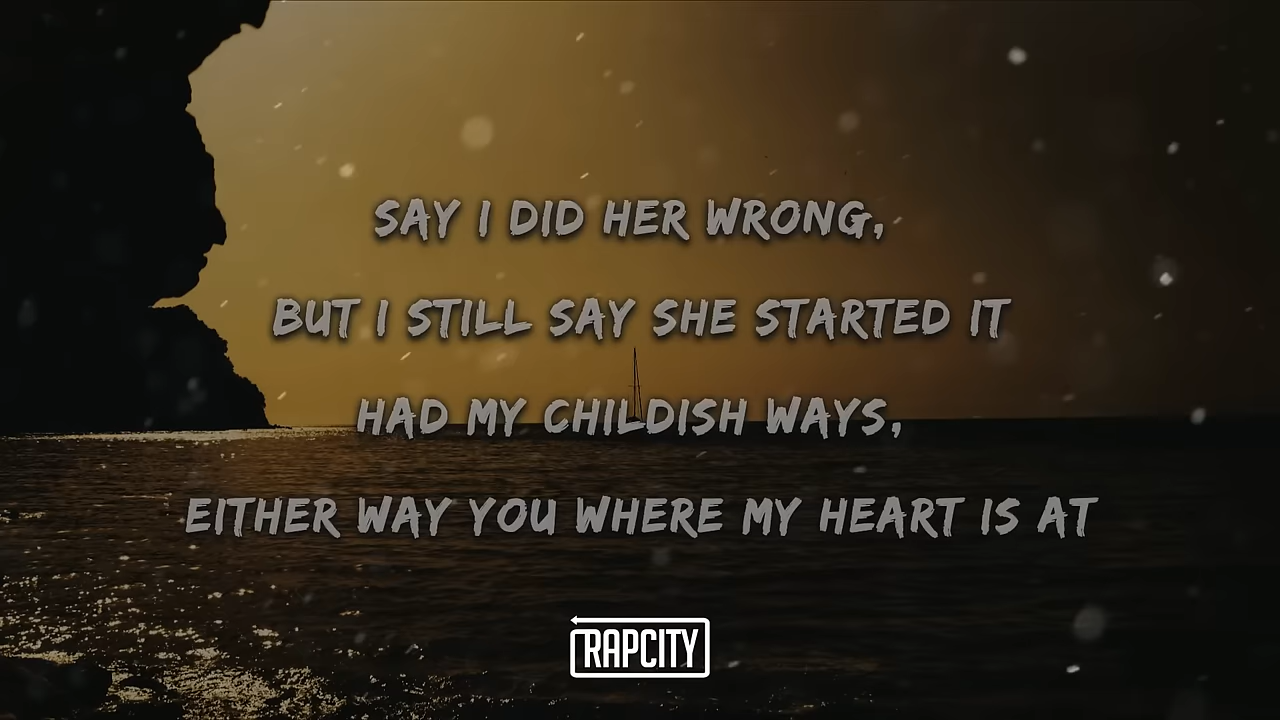 SAY I DID HER WRONG,
BUT I STILL SAY SHE STARTED IT
HAD MY CHILDISH WAYS,
EITHER WAY YOU WHERE MY HEART IS AT
RAPCITY